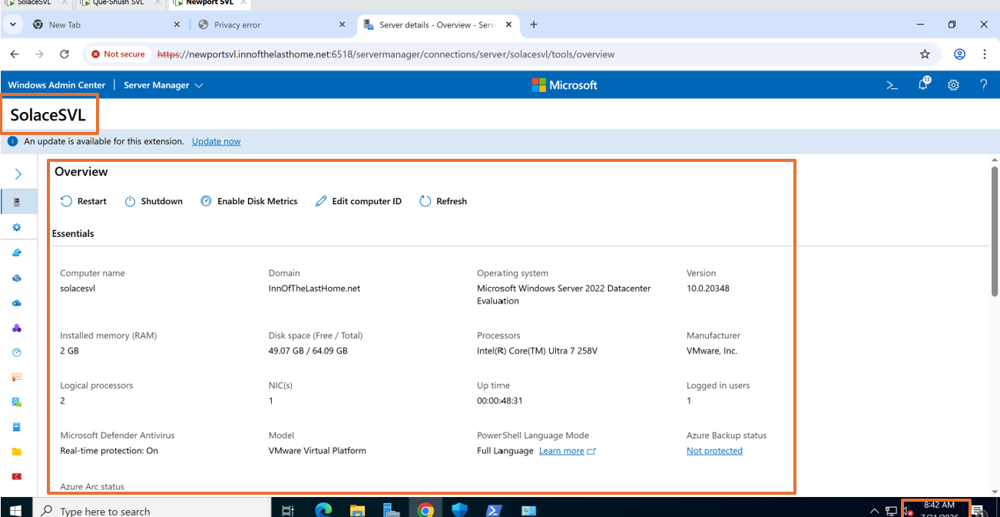 SolaceSVL Que-Shush SVL Newport SVL
New Tab Privacy error Server details - Overview - Serv
Not secure https://newportsvl.innofthelasthome.net:6518/servermanager/connections/server/solacesvl/tools/overview
Windows Admin Center Server Manager Microsoft 13
SolaceSVL
An update is available for this extension. Update now
Overview
Restart Shutdown Enable Disk Metrics Edit computer ID Refresh
Essentials
Computer name Domain Operating system Version
solacesvl InnOfTheLastHome.net Microsoft Windows Server 2022 Datacenter 10.0.20348
Evaluation
Installed memory (RAM) Disk space (Free / Total) Processors Manufacturer
2 GB 49.07 GB / 64.09 GB Intel(R) Core(TM) Ultra 7 258V VMware, Inc.
Logical processors NIC(s) Up time Logged in users
2 1 00:00:48:31 1
Microsoft Defender Antivirus Model PowerShell Language Mode Azure Backup status
Real-time protection: On VMware Virtual Platform Full Language Learn more Not protected
Azure Arc status
Type here to search 8:42 AM
7/21/2026